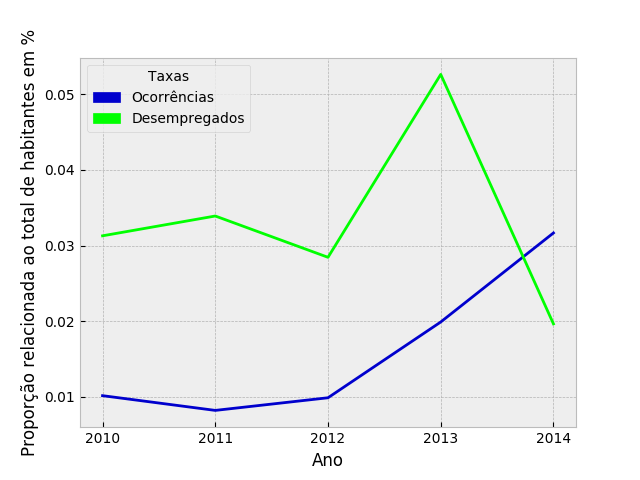 Proporção relacionada ao total de habitantes em %
Taxas
Ocorrências
Desempregados
0.05
0.04
0.03
0.02
0.01
2010 2011 2012 2013 2014
Ano